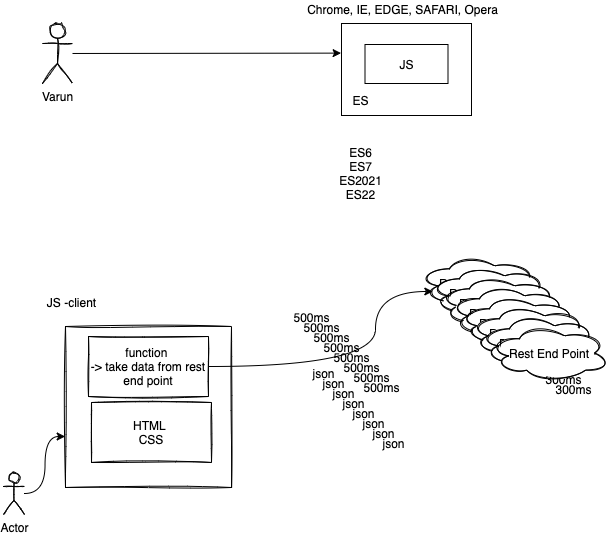 Chrome, IE, EDGE, SAFARI, Opera
JS
ES
Varun
ES6
ES7
ES2021
ES22
JS -client
function
-> take data from rest
end point
HTML
CSS
Actor
500ms
500ms
500ms
500ms
500ms
500ms
500ms
500ms
json
json
json
json
json
json
json
json
Rest End Point
300ms
300ms